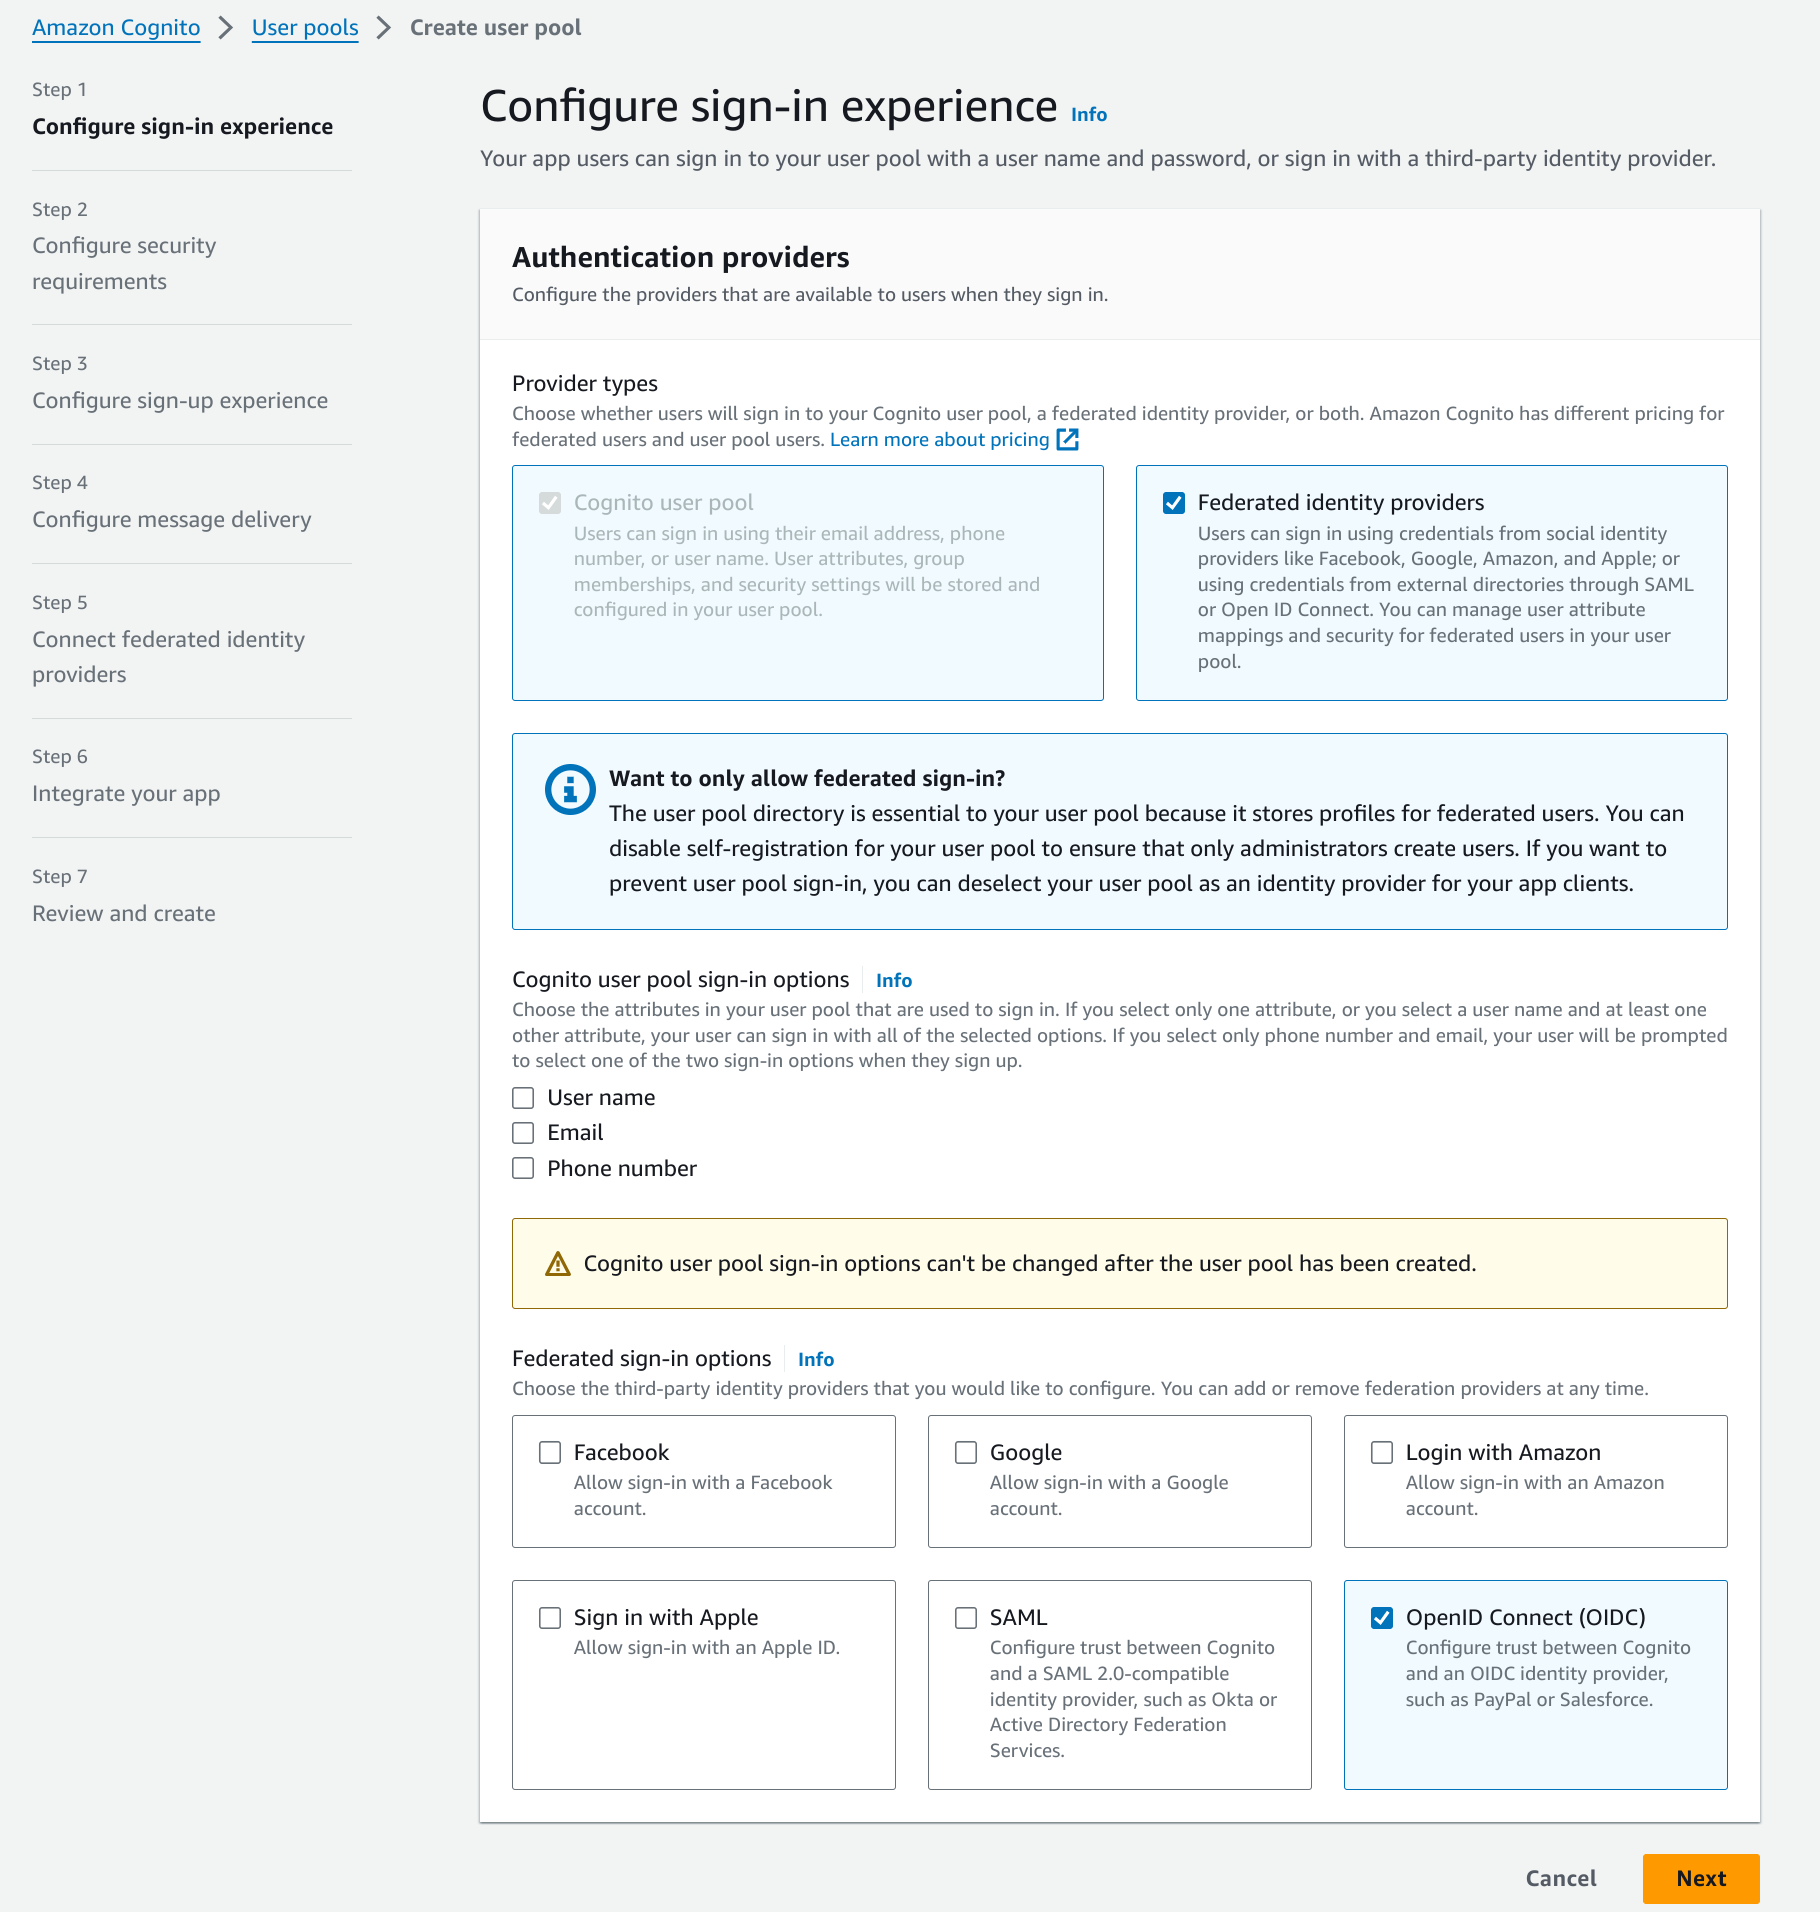 Amazon Cognito > User pools > Create user pool
Step 1
Configure sign-in experience
Step 2
Configure security
requirements
Step 3
Configure sign-up experience
Step 4
Configure message delivery
Step 5
Connect federated identity
providers
Step 6
Integrate your app
Step 7
Review and create
Configure sign-in experience Info
Your app users can sign in to your user pool with a user name and password, or sign in with a third-party identity provider.
Authentication providers
Configure the providers that are available to users when they sign in.
Provider types
Choose whether users will sign in to your Cognito user pool, a federated identity provider, or both. Amazon Cognito has different pricing for
federated users and user pool users. Learn more about pricing
Cognito user pool
Users can sign in using their email address, phone
number, or user name. User attributes, group
memberships, and security settings will be stored and
configured in your user pool.
Federated identity providers
Users can sign in using credentials from social identity
providers like Facebook, Google, Amazon, and Apple; or
using credentials from external directories through SAML
or Open ID Connect. You can manage user attribute
mappings and security for federated users in your user
pool.
Want to only allow federated sign-in?
The user pool directory is essential to your user pool because it stores profiles for federated users. You can
disable self-registration for your user pool to ensure that only administrators create users. If you want to
prevent user pool sign-in, you can deselect your user pool as an identity provider for your app clients.
Cognito user pool sign-in options Info
Choose the attributes in your user pool that are used to sign in. If you select only one attribute, or you select a user name and at least one
other attribute, your user can sign in with all of the selected options. If you select only phone number and email, your user will be prompted
to select one of the two sign-in options when they sign up.
User name
Email
Phone number
Cognito user pool sign-in options can't be changed after the user pool has been created.
Federated sign-in options Info
Choose the third-party identity providers that you would like to configure. You can add or remove federation providers at any time.
Facebook
Allow sign-in with a Facebook
account.
Google
Allow sign-in with a Google
account.
Login with Amazon
Allow sign-in with an Amazon
account.
Sign in with Apple
Allow sign-in with an Apple ID.
SAML
Configure trust between Cognito
and a SAML 2.0-compatible
identity provider, such as Okta or
Active Directory Federation
Services.
OpenID Connect (OIDC)
Configure trust between Cognito
and an OIDC identity provider,
such as PayPal or Salesforce.
Cancel
Next